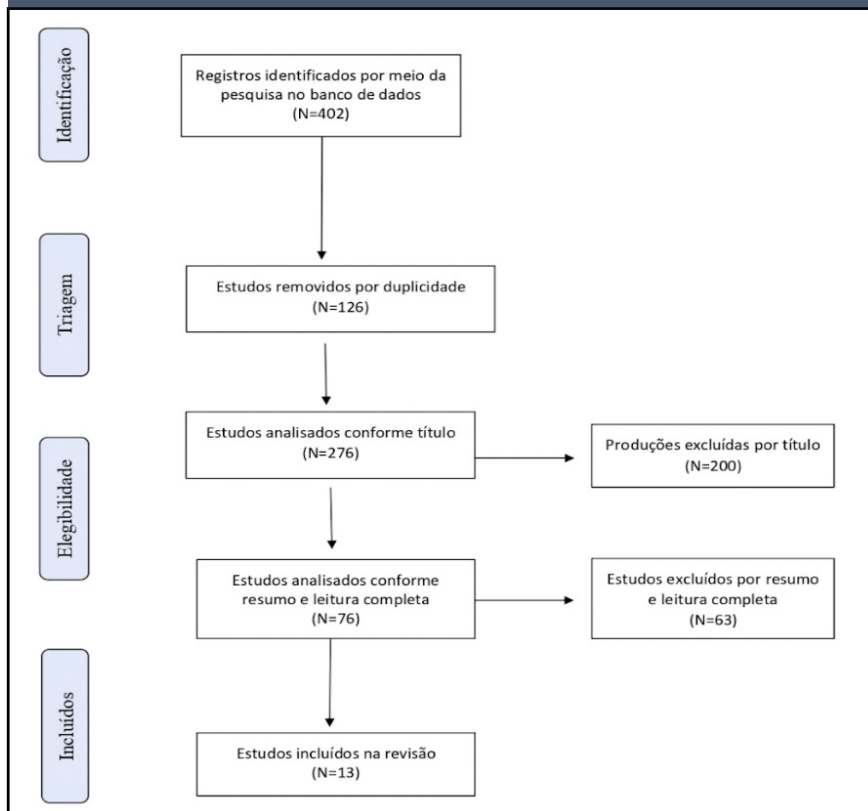 Identificação
Registros identificados por meio da
pesquisa no banco de dados
(N=402)
Triagem
Estudos removidos por duplicidade
(N=126)
Elegibilidade
Estudos analisados conforme título
(N=276)
Produções excluídas por título
(N=200)
Estudos analisados conforme
resumo e leitura completa
(N=76)
Estudos excluídos por resumo
e leitura completa
(N=63)
Incluídos
Estudos incluídos na revisão
(N=13)